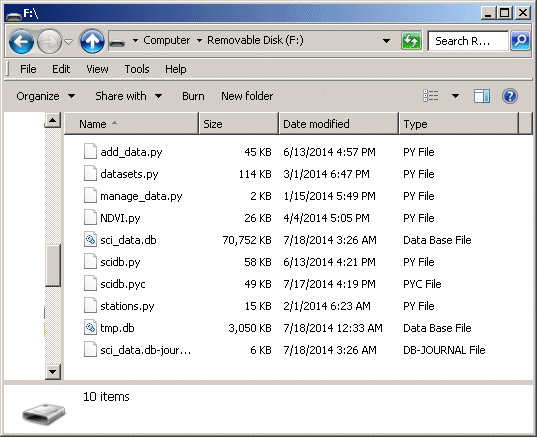 F:\
Computer Removable Disk (F:) Search R...
File Edit View Tools Help
Organize Share with Burn New folder
Name Size Date modified Type
add_data.py 45 KB 6/13/2014 4:57 PM PY File
datasets.py 114 KB 3/1/2014 6:47 PM PY File
manage_data.py 2 KB 1/15/2014 5:49 PM PY File
NDVI.py 26 KB 4/4/2014 5:05 PM PY File
sci_data.db 70,752 KB 7/18/2014 3:26 AM Data Base File
scidb.py 58 KB 6/13/2014 4:21 PM PY File
scidb.pyc 49 KB 7/17/2014 4:19 PM PYC File
stations.py 15 KB 2/1/2014 6:23 AM PY File
tmp.db 3,050 KB 7/18/2014 12:33 AM Data Base File
sci_data.db-jour... 6 KB 7/18/2014 3:26 AM DB-JOURNAL File
10 items